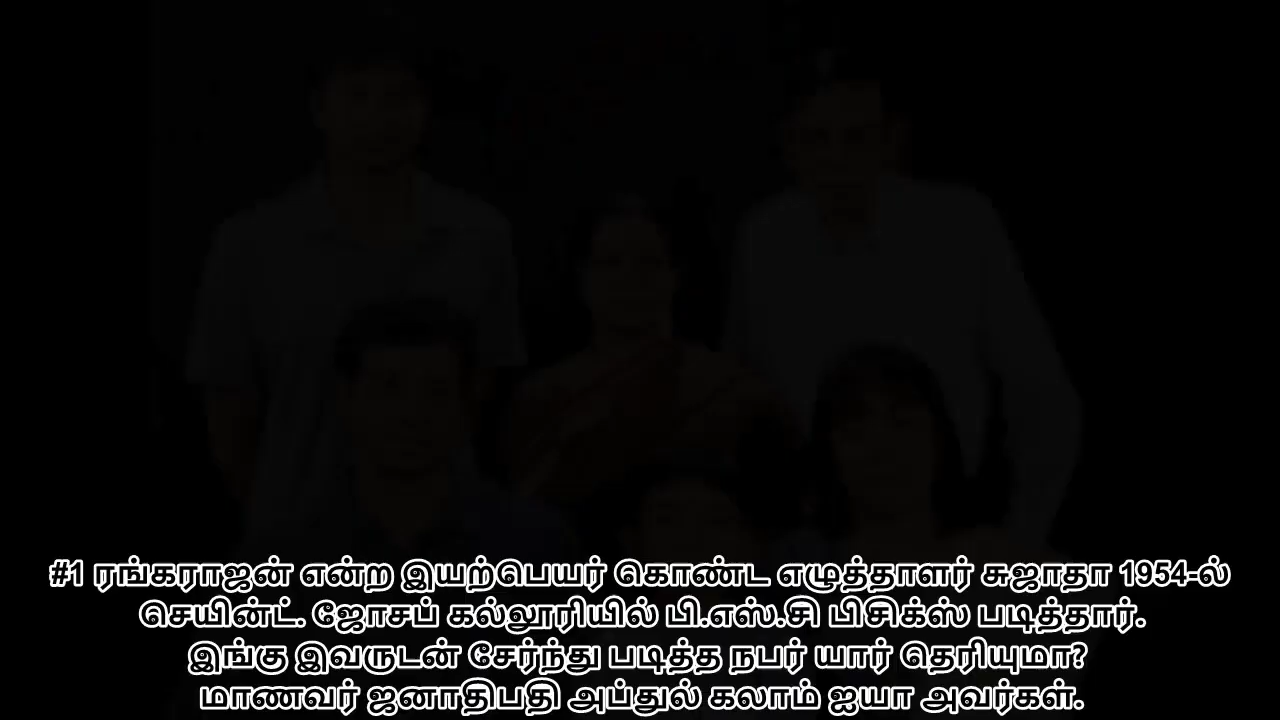 #1 ரங்கராஜன் என்ற இயற்பெயர் கொண்ட எழுத்தாளர் சுஜாதா 1954-ல்
செயின்ட். ஜோசப் கல்லூரியில் பி.எஸ்.சி பிசிக்ஸ் படித்தார்.
இங்கு இவருடன் சேர்ந்து படித்த நபர் யார் தெரியுமா?
மாணவர் ஜனாதிபதி அப்துல் கலாம் ஐயா அவர்கள்.